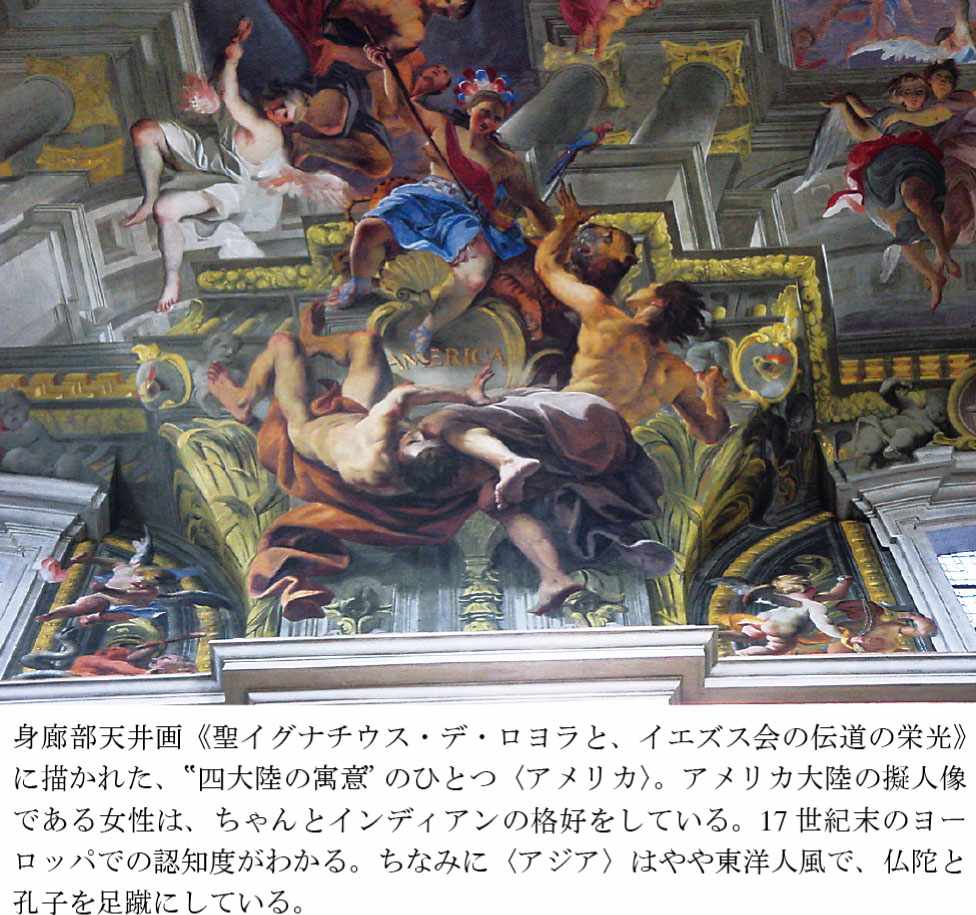 AMERICA
身廊部天井画《聖イグナチウス・デ・ロヨラと、イエズス会の伝道の栄光》
に描かれた、〝四大陸の寓意〟のひとつ〈アメリカ〉。アメリカ大陸の擬人像
である女性は、ちゃんとインディアンの格好をしている。17世紀末のヨー
ロッパでの認知度がわかる。ちなみに〈アジア〉はやや東洋人風で、仏陀と
孔子を足蹴にしている。